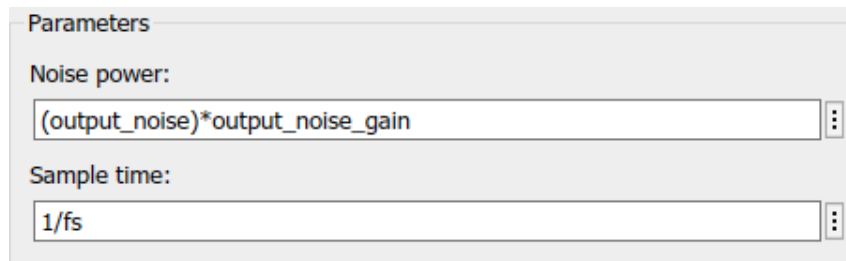 Parameters
Noise power:
(output_noise)*output_noise_gain
Sample time:
1/fs